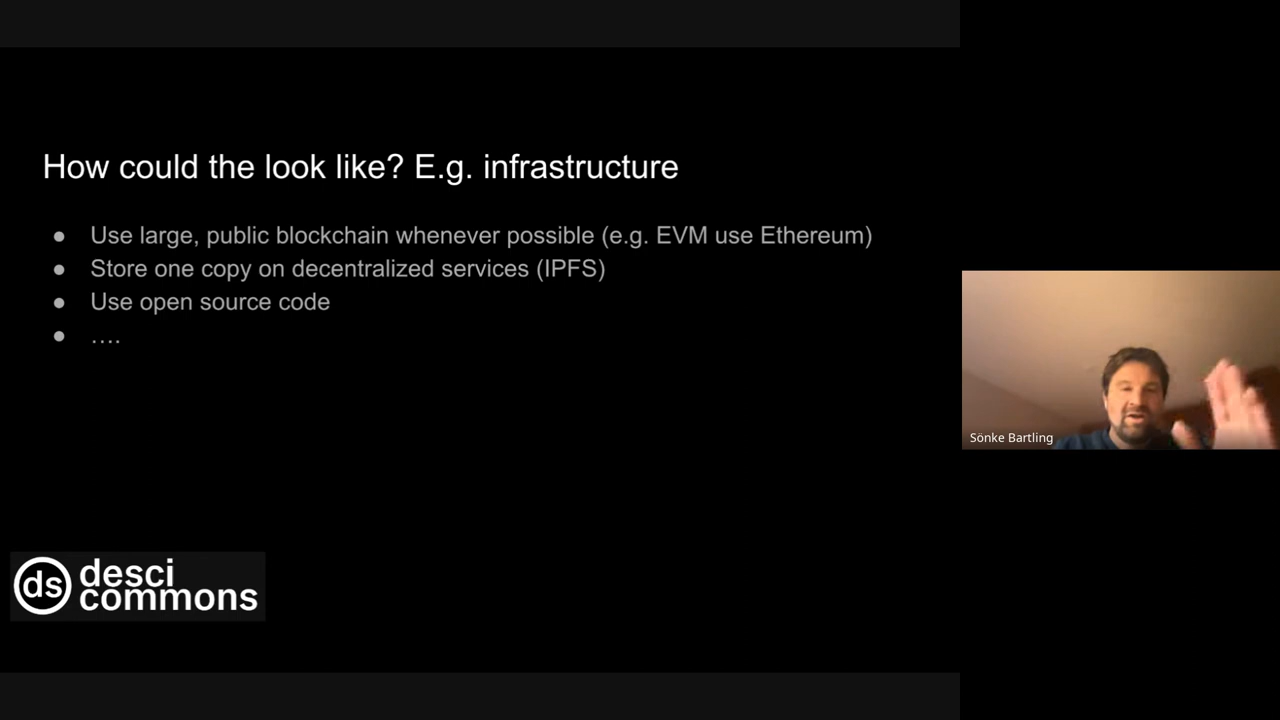 How could the look like? E.g. infrastructure
● Use large, public blockchain whenever possible (e.g. EVM use Ethereum)
● Store one copy on decentralized services (IPFS)
● Use open source code
● ….
Sönke Bartling
ds
desci
commons